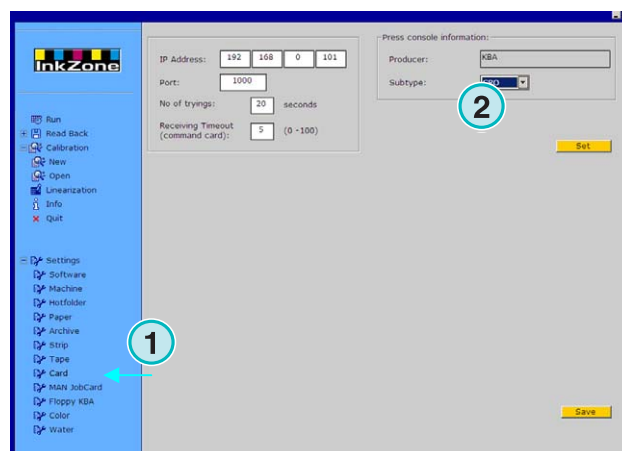 InkZone
Run
Read Back
Calibration
New
Open
Linearization
Info
Quit
Settings
Software
Machine
Hotfolder
Paper
Archive
Strip
Tape
Card
MAN JobCard
Floppy KBA
Color
Water
1
IP Address: 192 168 0 101
Port: 1000
No of tryings: 20 seconds
Receiving Timeout
(command card): 5 (0 -100)
Press console information:
Producer: KBA
Subtype:
2
Set
Save